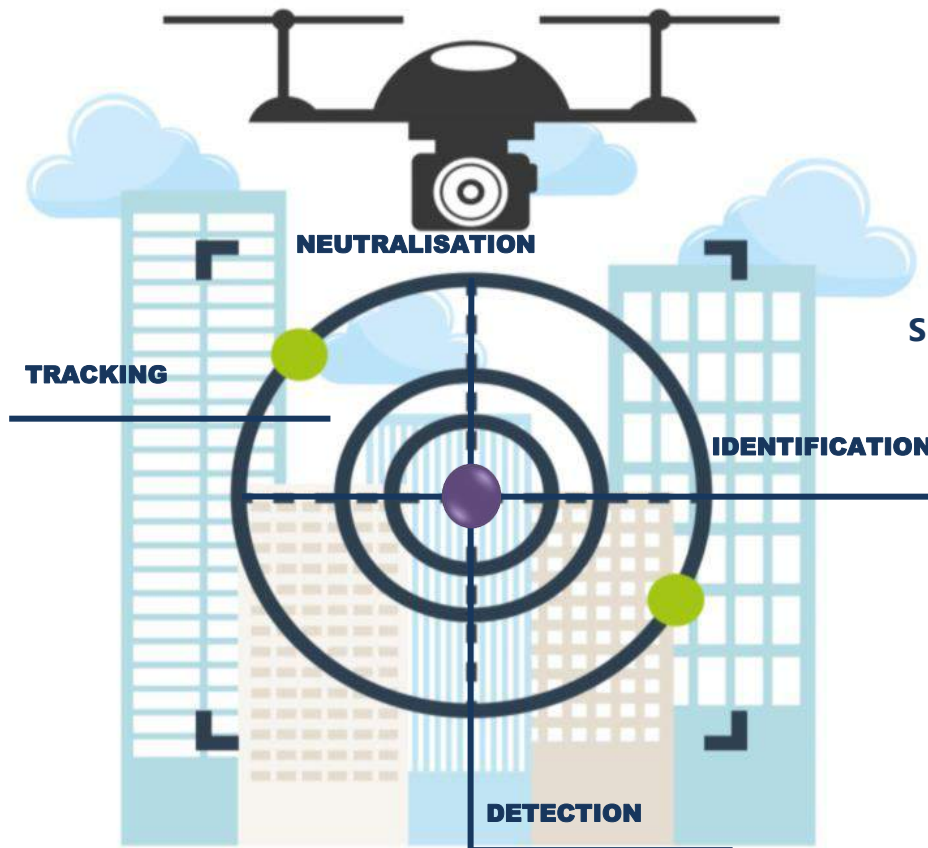 NEUTRALISATION
S
TRACKING
IDENTIFICATION
DETECTION